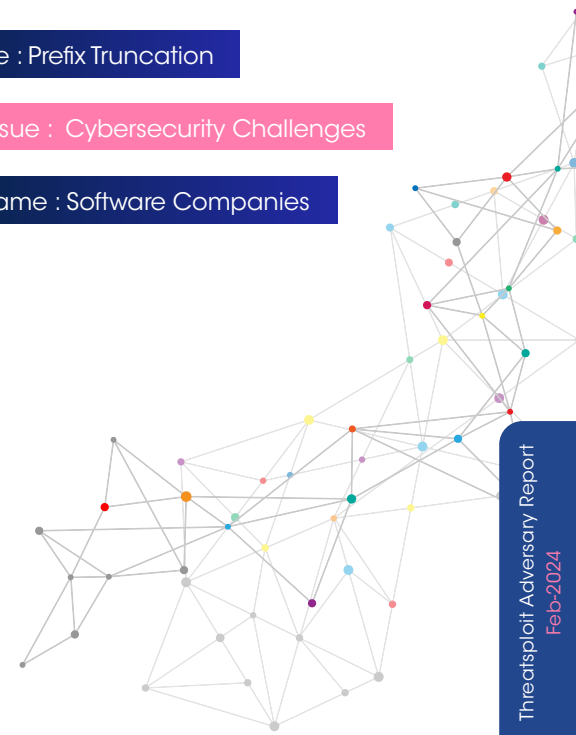 e : Prefix Truncation
sue : Cybersecurity Challenges
ame : Software Companies
Threatsploit Adversary Report
Feb-2024